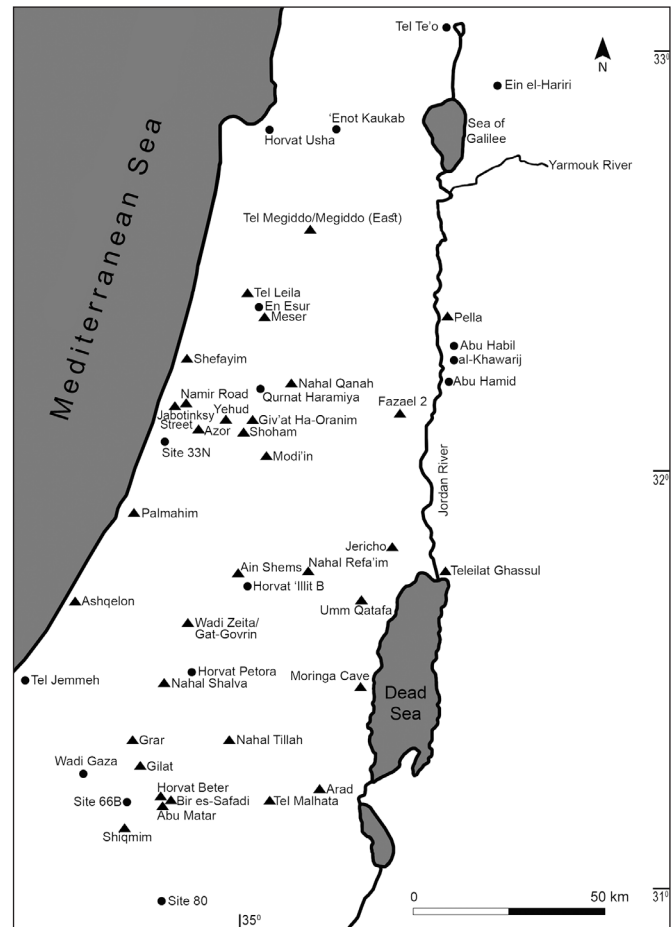 Tel Te'o
33⁰
N
Ein el-Hariri
'Enot Kaukab
Horvat Usha
Sea of
Galilee
Yarmouk River
Mediterranean Sea
Tel Megiddo/Megiddo (East)
Tel Leila
En Esur
Meser
Pella
Abu Habil
al-Khawarij
Abu Hamid
Shefayim
Nahal Qanah
Qurnat Haramiya
Namir Road
Fazael 2
Jabotinksy
Street
Yehud
Giv'at Ha-Oranim
Azor
Shoham
Site 33N
Modi'in
32⁰
Jordan River
Palmahim
Jericho
Ain Shems
Nahal Refa'im
Teleilat Ghassul
Horvat 'Illit B
Ashqelon
Umm Qatafa
Wadi Zeita/
Gat-Govrin
Horvat Petora
Tel Jemmeh
Nahal Shalva
Moringa Cave
Dead
Sea
Grar
Nahal Tillah
Gilat
Wadi Gaza
Horvat Beter
Arad
Site 66B
Bir es-Safadi
Tel Malhata
Abu Matar
Shiqmim
31⁰
Site 80
0
50 km
35⁰